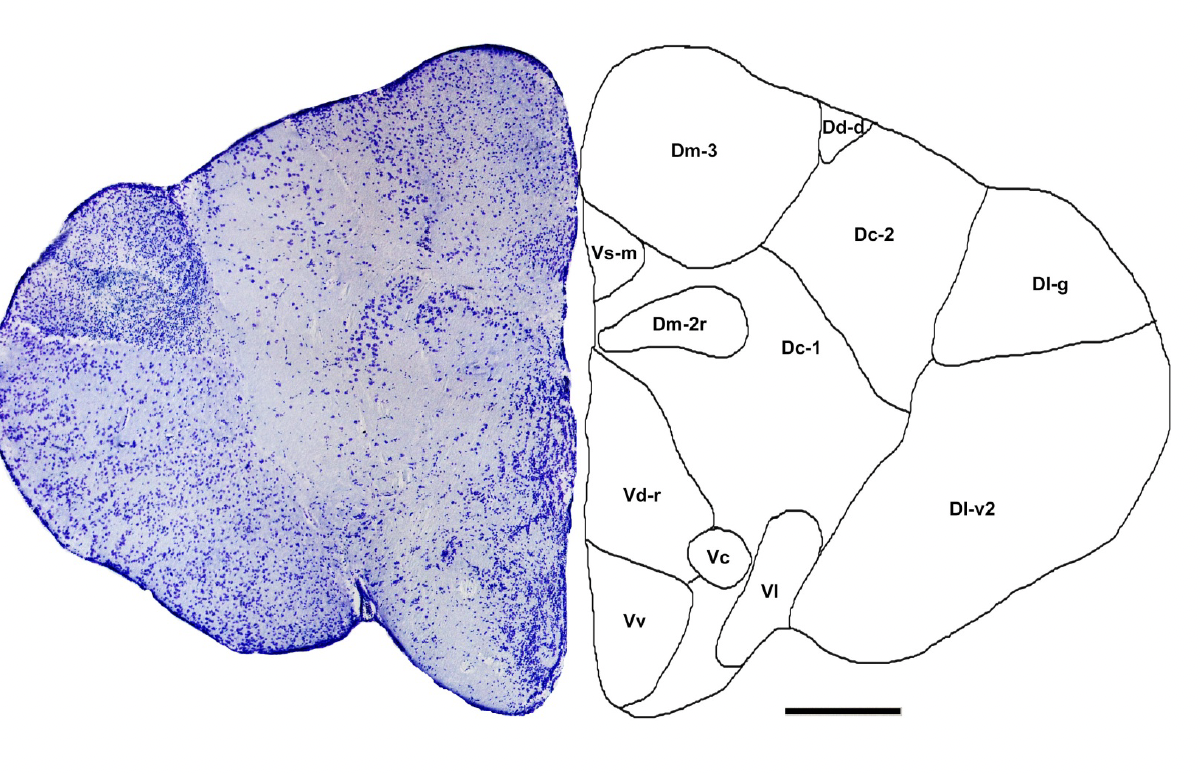 Dm-3
Dd-d
Dc-2
Vs-m
Dl-g
Dm-2r
Dc-1
Vd-r
Dl-v2
Vc
Vl
Vv